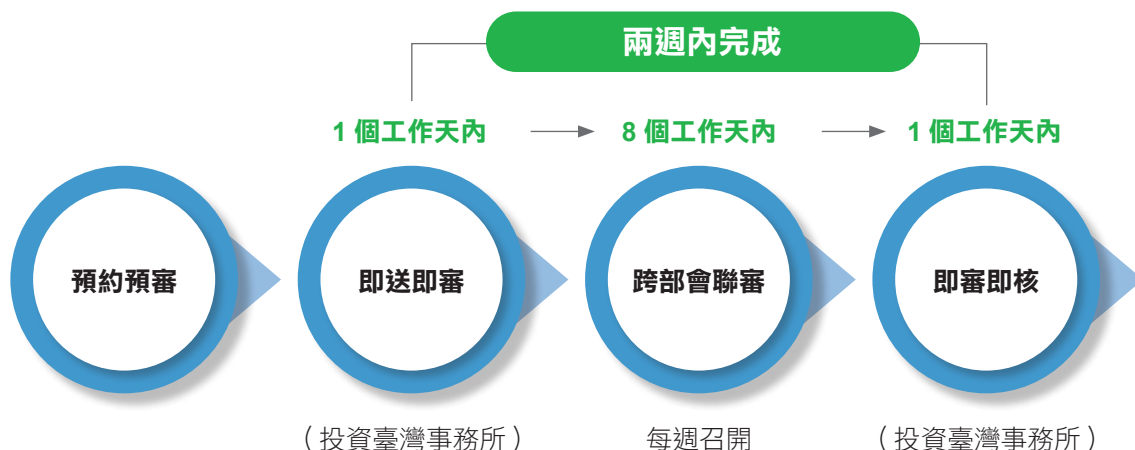 兩週內完成
1 個工作天內
8 個工作天內
1 個工作天內
預約預審
即送即審
跨部會聯審
即審即核
（投資臺灣事務所）
每週召開
（投資臺灣事務所）